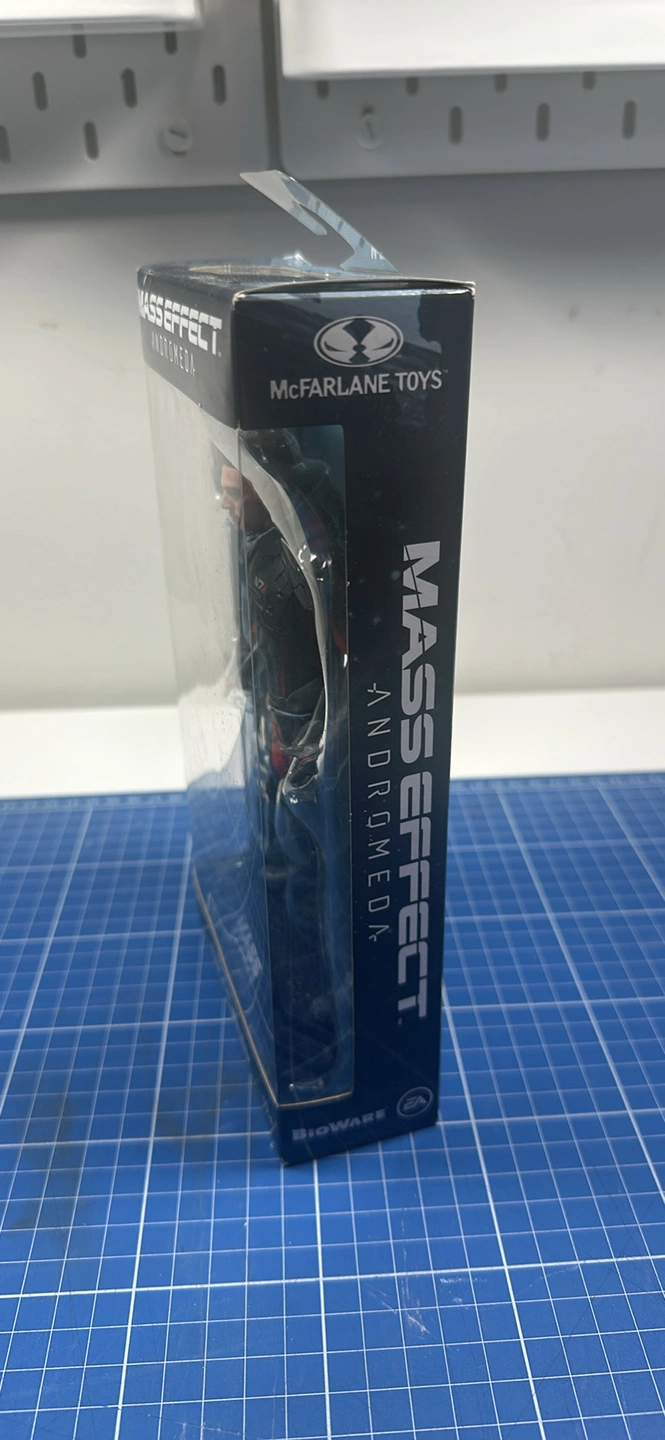 MASS EFFECT
ANDROMEDA
McFARLANE TOYS
MASS EFFECT
ANDROMEDA
BIOWARE
EA